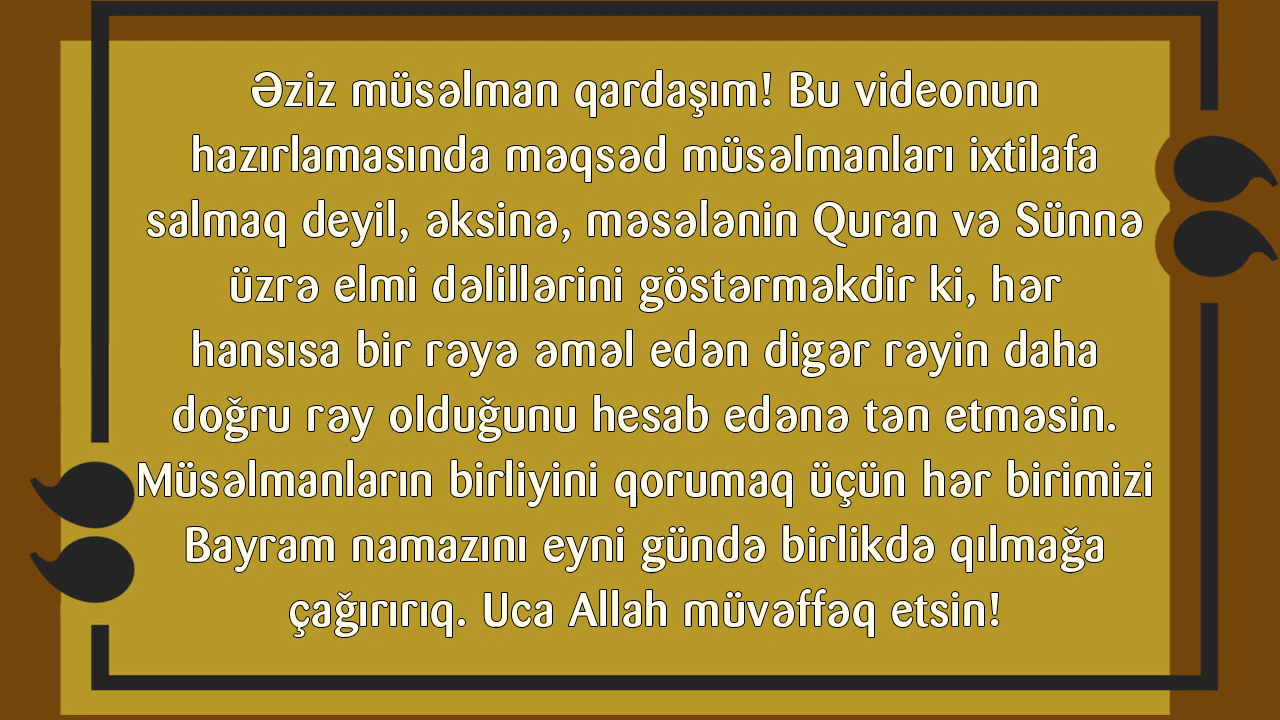 Əziz müsəlman qardaşım! Bu videonun
hazırlamasında məqsəd müsəlmanları ixtilafa
salmaq deyil, əksinə, məsələnin Quran və Sünnə
üzrə elmi dəlillərini göstərməkdir ki, hər
hansısa bir rəyə əməl edən digər rəyin daha
doğru rəy olduğunu hesab edənə tən etməsin.
Müsəlmanların birliyini qorumaq üçün hər birimizi
Bayram namazını eyni gündə birlikdə qılmağa
çağırırıq. Uca Allah müvəffəq etsin!